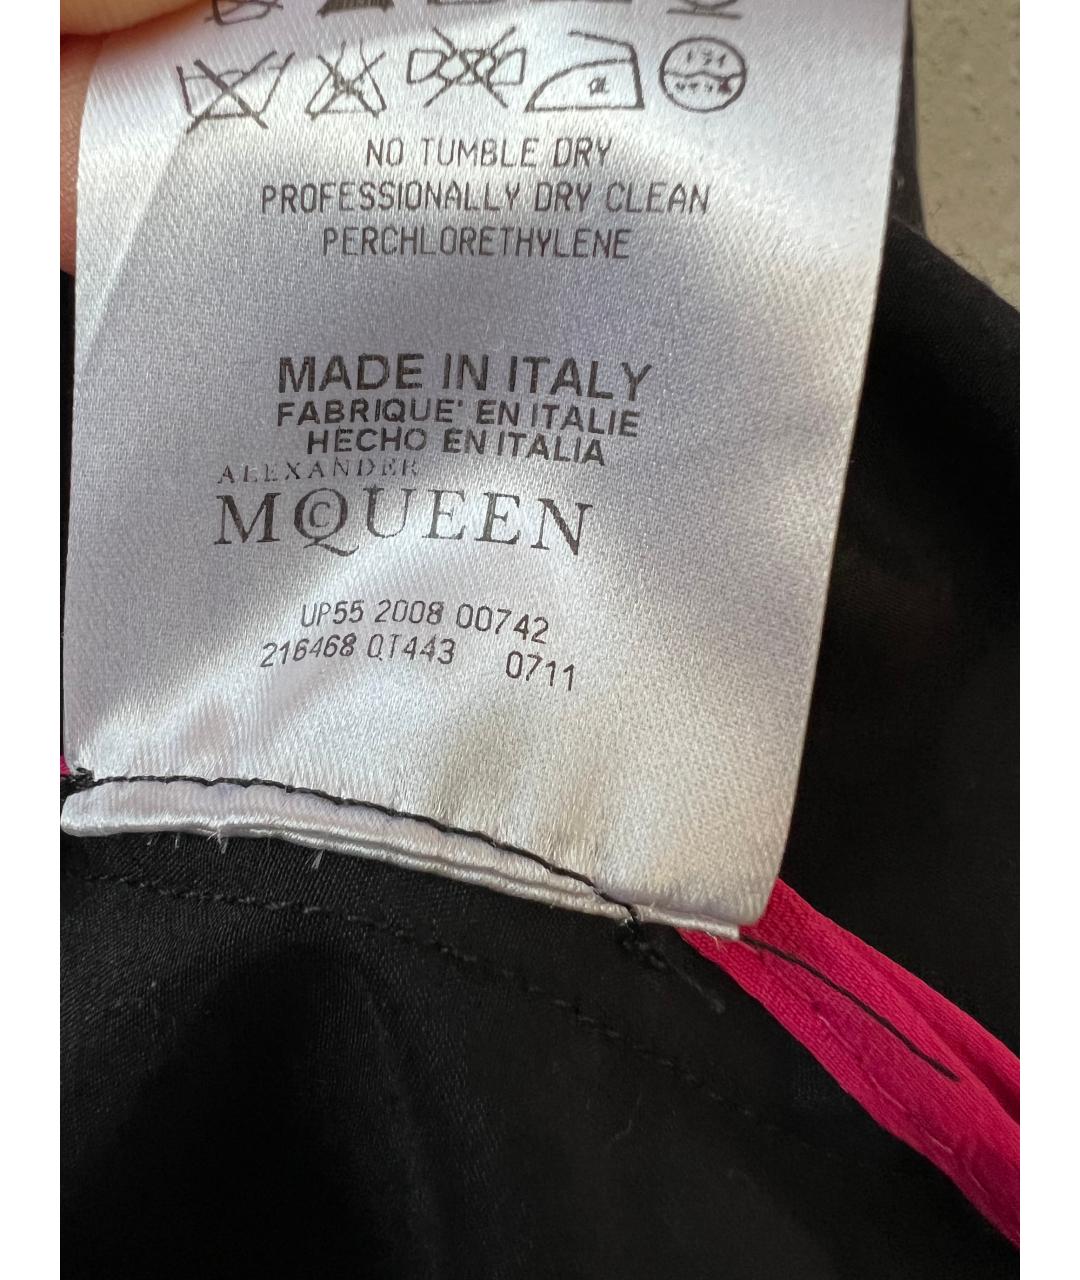 NO TUMBLE DRY
PROFESSIONALLY DRY CLEAN
PERCHLORETHYLENE
MADE IN ITALY
FABRIQUE' EN ITALIE
HECHO EN ITALIA
ALEXANDER
McQUEEN
UP55 2008 00742
216468 QT443 0711